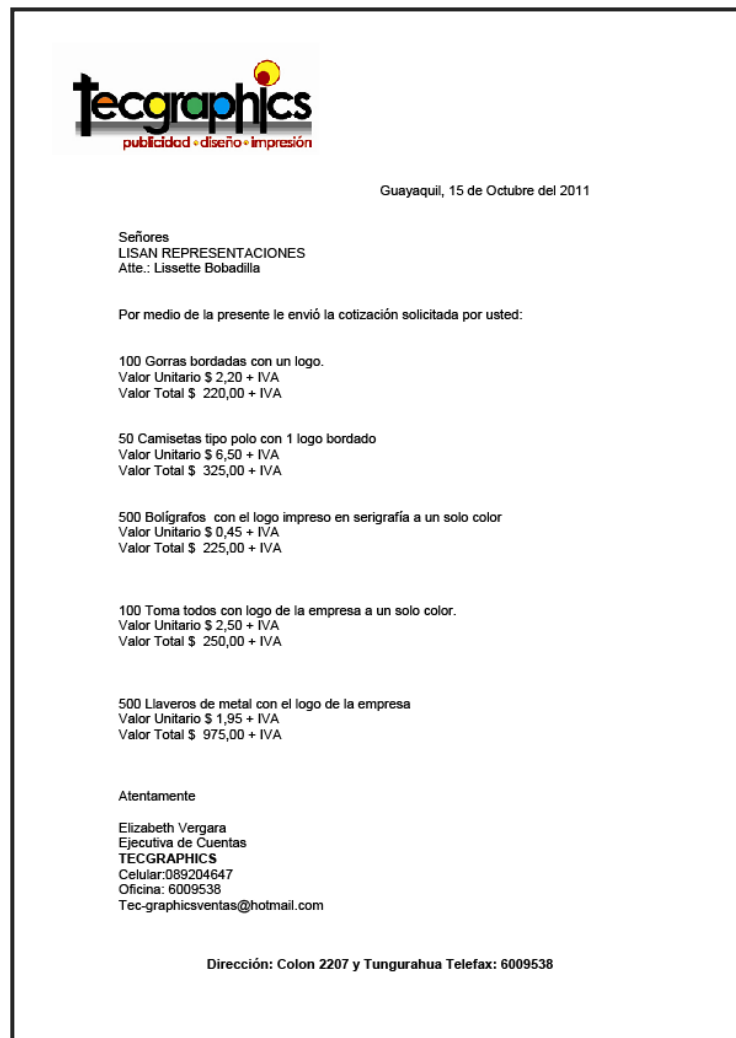 tecgraphics
publicidad • diseño • impresión
Guayaquil, 15 de Octubre del 2011
Señores
LISAN REPRESENTACIONES
Atte.: Lissette Bobadilla
Por medio de la presente le envió la cotización solicitada por usted:
100 Gorras bordadas con un logo.
Valor Unitario $ 2,20 + IVA
Valor Total $  220,00 + IVA
50 Camisetas tipo polo con 1 logo bordado
Valor Unitario $ 6,50 + IVA
Valor Total $  325,00 + IVA
500 Bolígrafos  con el logo impreso en serigrafía a un solo color
Valor Unitario $ 0,45 + IVA
Valor Total $  225,00 + IVA
100 Toma todos con logo de la empresa a un solo color.
Valor Unitario $ 2,50 + IVA
Valor Total $  250,00 + IVA
500 Llaveros de metal con el logo de la empresa
Valor Unitario $ 1,95 + IVA
Valor Total $  975,00 + IVA
Atentamente
Elizabeth Vergara
Ejecutiva de Cuentas
TECGRAPHICS
Celular:089204647
Oficina: 6009538
Tec-graphicsventas@hotmail.com
Dirección: Colon 2207 y Tungurahua Telefax: 6009538